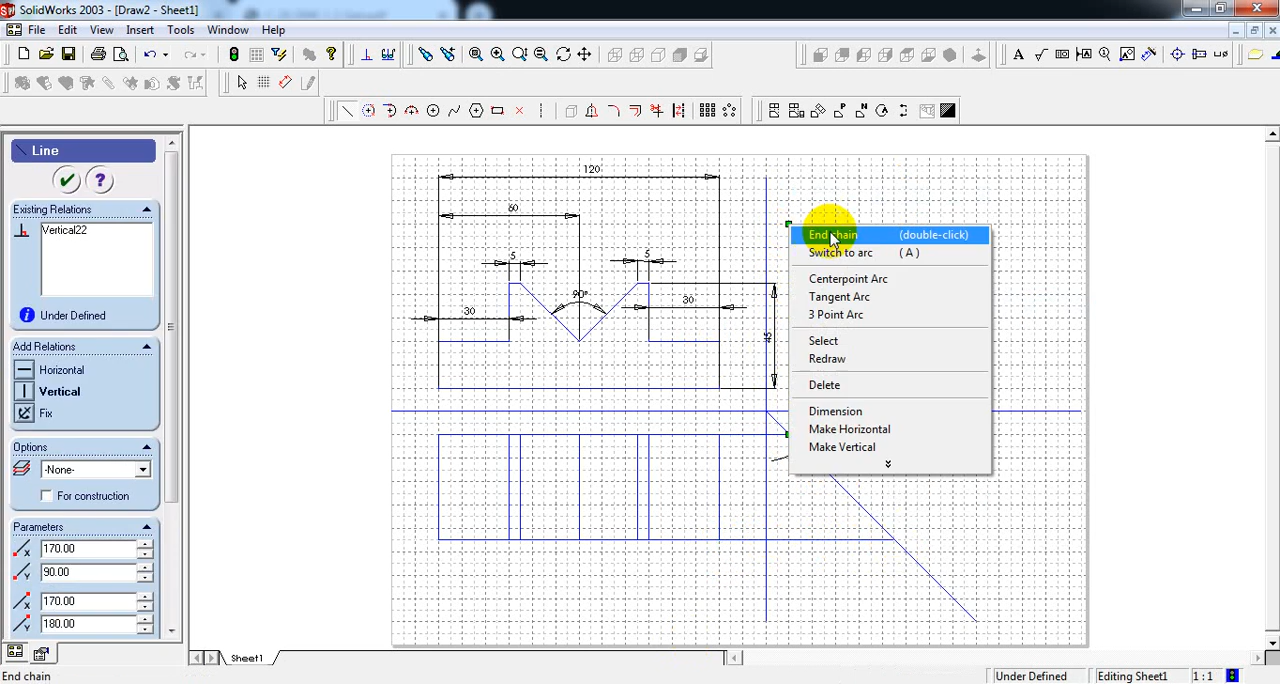 SolidWorks 2003 - [Draw2 - Sheet1]
File Edit View Insert Tools Window Help
Line
Existing Relations
Vertical22
Under Defined
Add Relations
Horizontal
Vertical
Fix
Options
-None-
For construction
Parameters
170.00
90.00
170.00
180.00
120
60
5
5
90°
30
30
45
End chain (double-click)
Switch to arc ( A )
Centerpoint Arc
Tangent Arc
3 Point Arc
Select
Redraw
Delete
Dimension
Make Horizontal
Make Vertical
Sheet1
End chain
Under Defined
Editing Sheet1
1 : 1